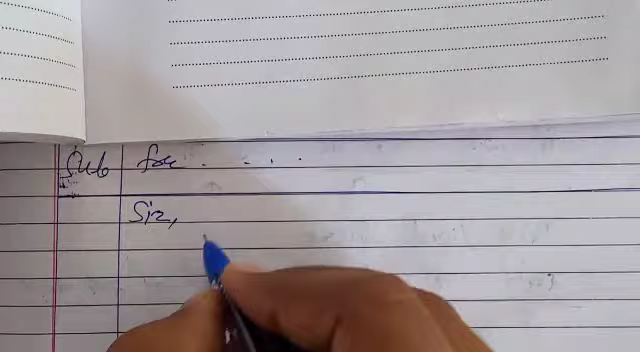 Sub for . . . .
Sir,